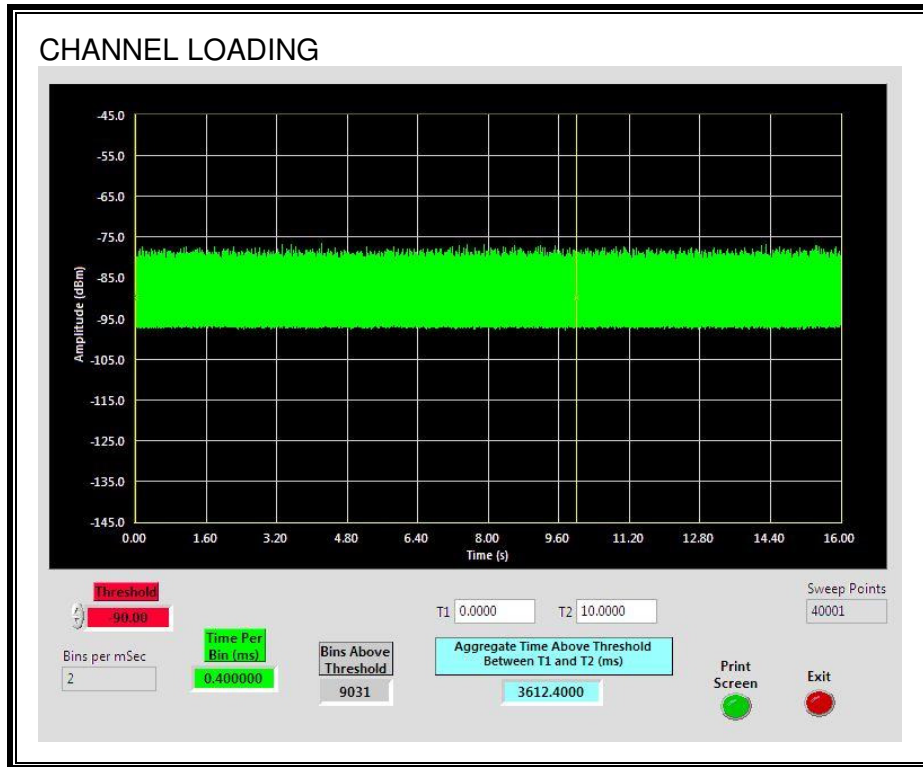 CHANNEL LOADING
-45.0
-55.0
-65.0
-75.0
-85.0
-95.0
-105.0
-115.0
-125.0
-135.0
-145.0
Amplitude (dBm)
0.00 1.60 3.20 4.80 6.40 8.00 9.60 11.20 12.80 14.40 16.00
Time (s)
Threshold
-90.00
Bins per mSec
2
Time Per
Bin (ms)
0.400000
Bins Above
Threshold
9031
T1 0.0000 T2 10.0000
Aggregate Time Above Threshold
Between T1 and T2 (ms)
3612.4000
Sweep Points
40001
Print
Screen
Exit